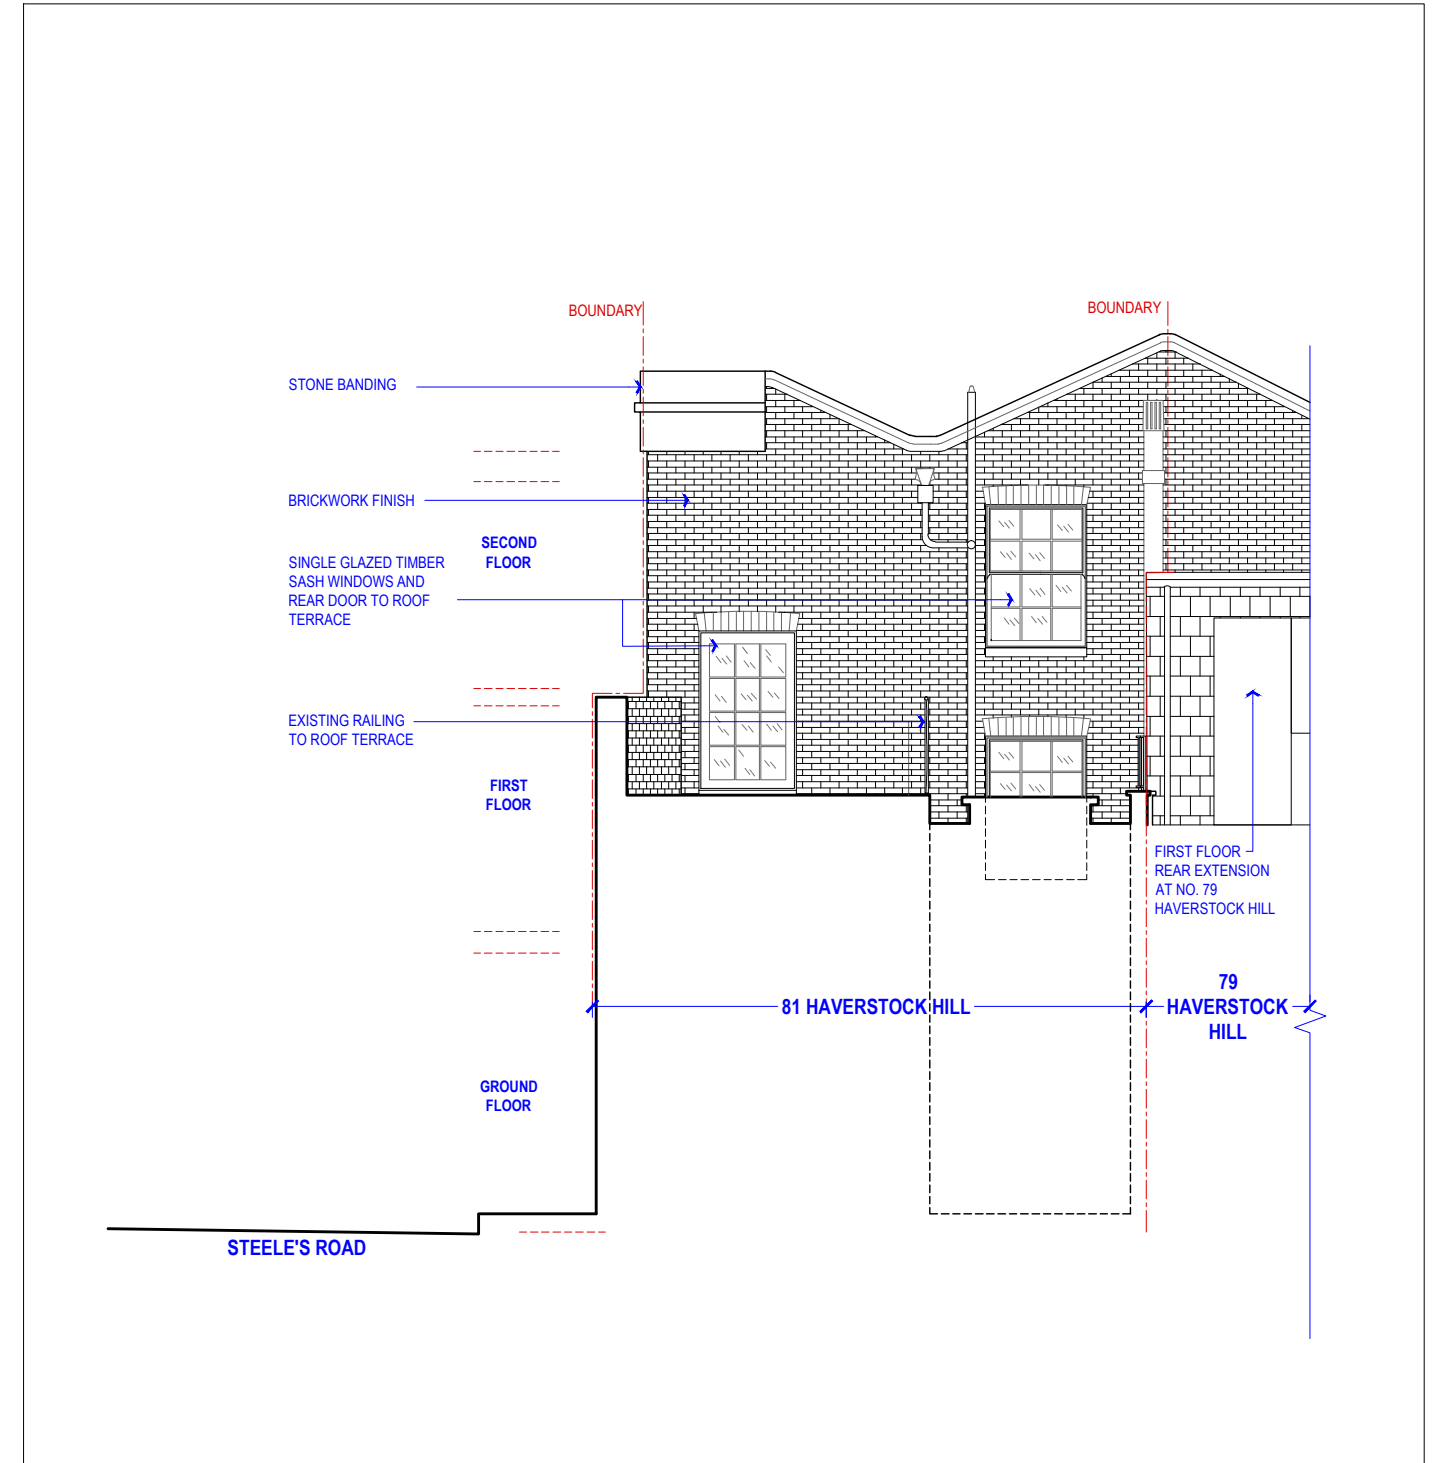 BOUNDARY
BOUNDARY
STONE BANDING
BRICKWORK FINISH
SECOND
FLOOR
SINGLE GLAZED TIMBER
SASH WINDOWS AND
REAR DOOR TO ROOF
TERRACE
EXISTING RAILING
TO ROOF TERRACE
FIRST
FLOOR
FIRST FLOOR
REAR EXTENSION
AT NO. 79
HAVERSTOCK HILL
81 HAVERSTOCK HILL
79
HAVERSTOCK
HILL
GROUND
FLOOR
STEELE'S ROAD